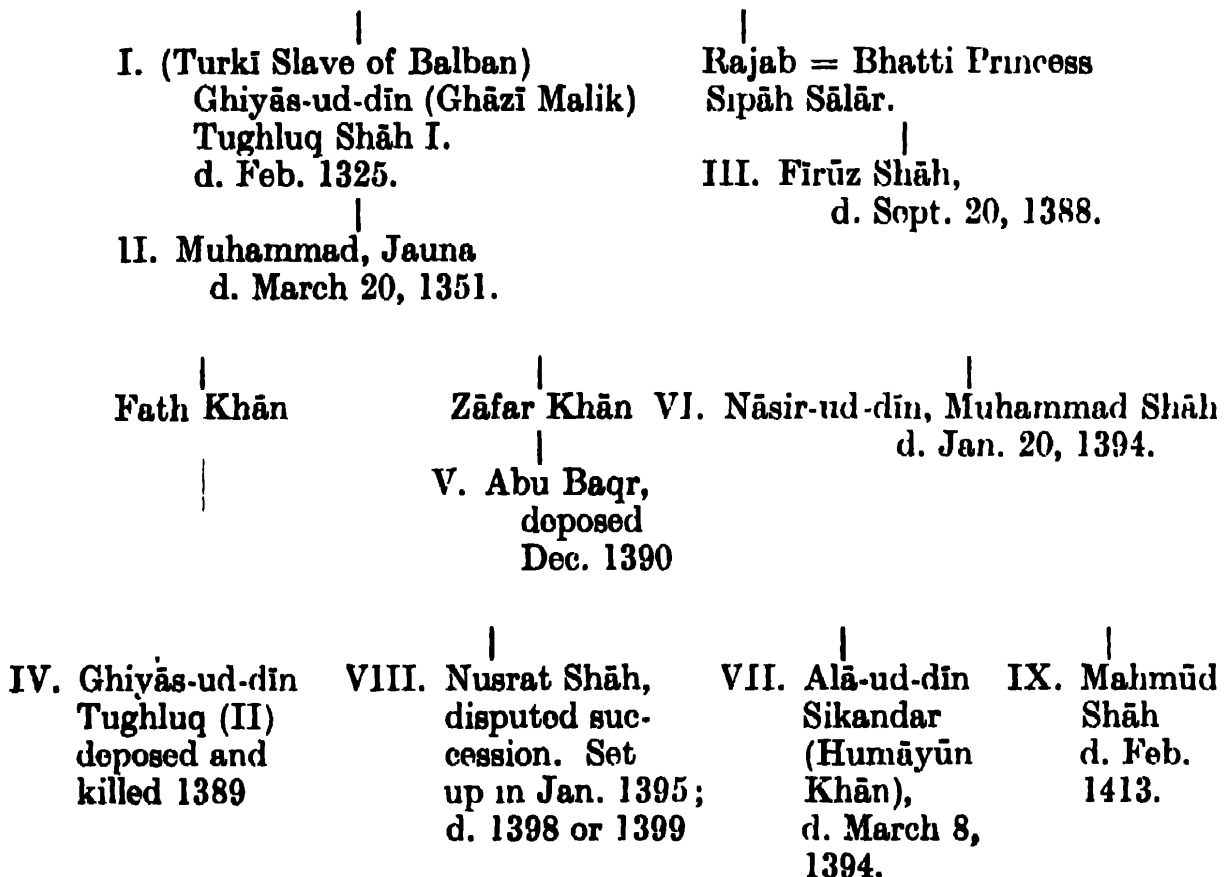 I. (Turkī Slave of Balban)
Ghiyās-ud-dīn (Ghāzī Malik)
Tughluq Shāh I.
d. Feb. 1325.
Rajab = Bhatti Princess
Sipāh Sālār.
III. Fīrūz Shāh,
d. Sept. 20, 1388.
II. Muhammad, Jauna
d. March 20, 1351.
Fath Khān
Zāfar Khān
VI. Nāsir-ud-dīn, Muhammad Shāh
d. Jan. 20, 1394.
V. Abu Baqr,
deposed
Dec. 1390
IV. Ghiyās-ud-dīn
Tughluq (II)
deposed and
killed 1389
VIII. Nusrat Shāh,
disputed suc-
cession. Set
up in Jan. 1395;
d. 1398 or 1399
VII. Alā-ud-dīn
Sikandar
(Humāyūn
Khān),
d. March 8,
1394.
IX. Mahmūd
Shāh
d. Feb.
1413.